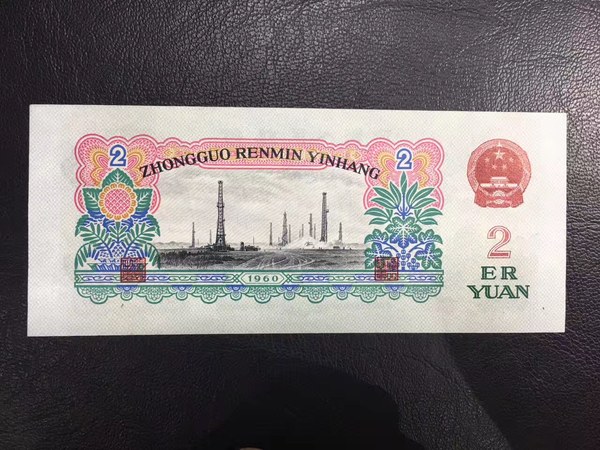 2
ZHONGGUO RENMIN YINHANG
2
1960
2
ER
YUAN